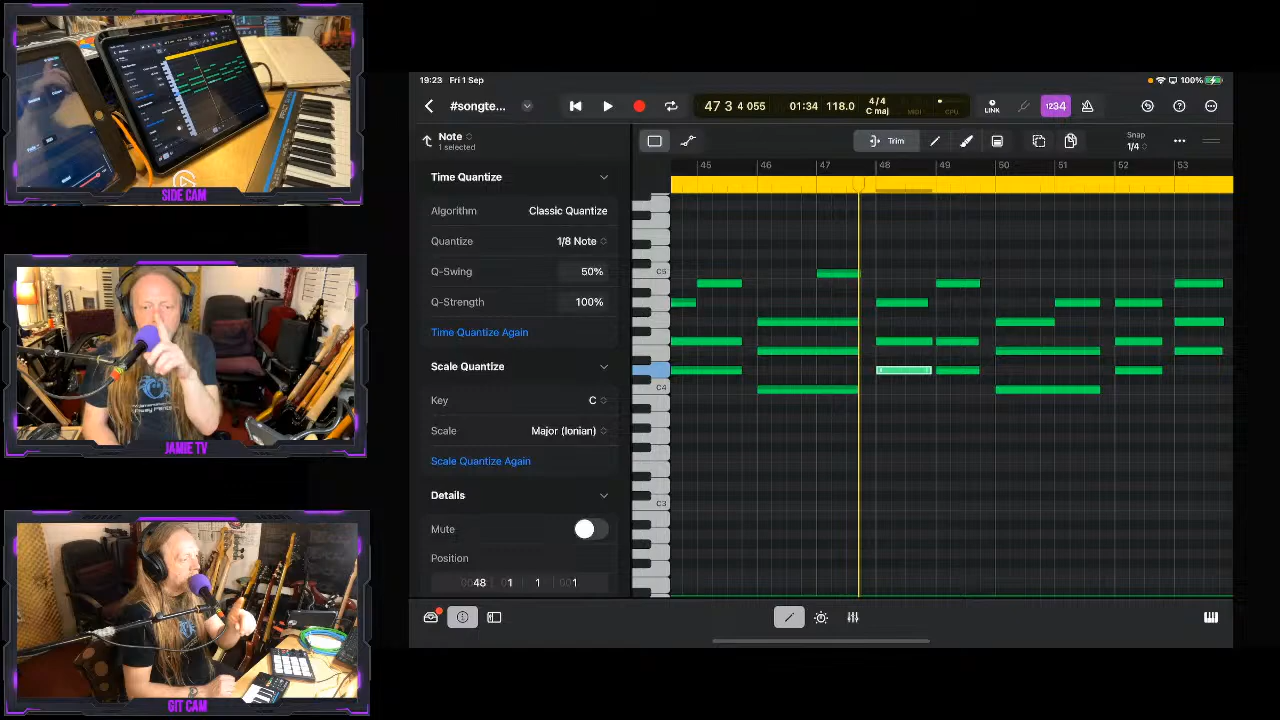 SIDE CAM
JAMIE TV
GIT CAM
19:23 Fri 1 Sep
100%
#songte...
47 3 4 055
01:34
118.0
4/4
C maj
MIDI
CPU
LINK
1234
Note
1 selected
Trim
Snap
1/4
45 46 47 48 49 50 51 52 53
Time Quantize
Algorithm Classic Quantize
Quantize 1/8 Note
Q-Swing 50%
Q-Strength 100%
Time Quantize Again
Scale Quantize
Key C
Scale Major (Ionian)
Scale Quantize Again
Details
Mute
Position
0048 01 1 001
C5
C4
C3